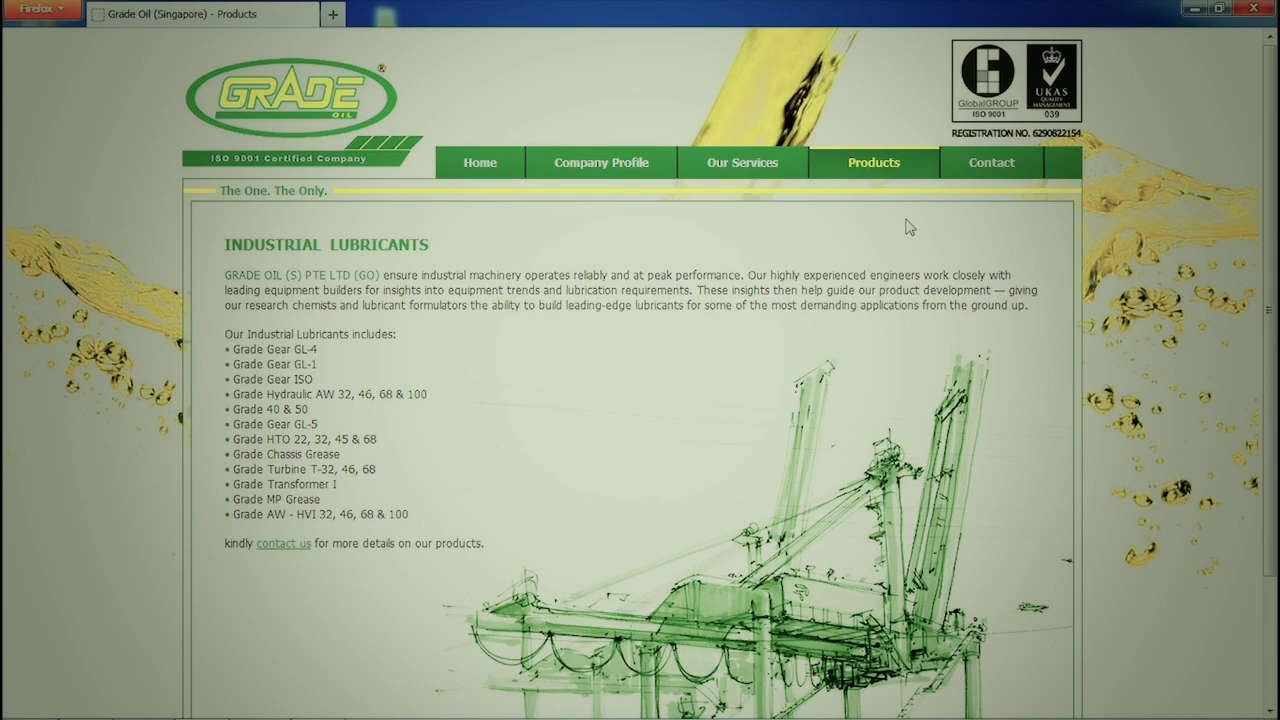 Firefox
Grade Oil (Singapore) - Products
GRADE
OIL
®
ISO 9001 Certified Company
GlobalGROUP
ISO 9001
UKAS
QUALITY
MANAGEMENT
039
REGISTRATION NO. 6290822154
Home
Company Profile
Our Services
Products
Contact
The One. The Only.
INDUSTRIAL LUBRICANTS
GRADE OIL (S) PTE LTD (GO) ensure industrial machinery operates reliably and at peak performance. Our highly experienced engineers work closely with
leading equipment builders for insights into equipment trends and lubrication requirements. These insights then help guide our product development — giving
our research chemists and lubricant formulators the ability to build leading-edge lubricants for some of the most demanding applications from the ground up.
Our Industrial Lubricants includes:
• Grade Gear GL-4
• Grade Gear GL-1
• Grade Gear ISO
• Grade Hydraulic AW 32, 46, 68 & 100
• Grade 40 & 50
• Grade Gear GL-5
• Grade HTO 22, 32, 45 & 68
• Grade Chassis Grease
• Grade Turbine T-32, 46, 68
• Grade Transformer I
• Grade MP Grease
• Grade AW - HVI 32, 46, 68 & 100
kindly contact us for more details on our products.